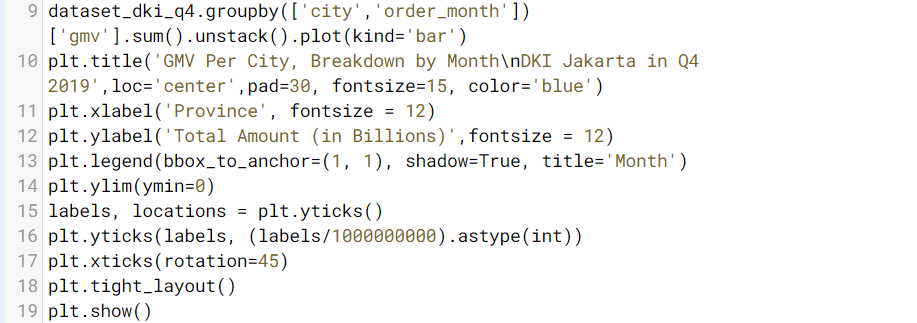 9 dataset_dki_q4.groupby(['city','order_month'])
['gmv'].sum().unstack().plot(kind='bar')
10 plt.title('GMV Per City, Breakdown by Month\nDKI Jakarta in Q4
2019',loc='center',pad=30, fontsize=15, color='blue')
11 plt.xlabel('Province', fontsize = 12)
12 plt.ylabel('Total Amount (in Billions)',fontsize = 12)
13 plt.legend(bbox_to_anchor=(1, 1), shadow=True, title='Month')
14 plt.ylim(ymin=0)
15 labels, locations = plt.yticks()
16 plt.yticks(labels, (labels/1000000000).astype(int))
17 plt.xticks(rotation=45)
18 plt.tight_layout()
19 plt.show()